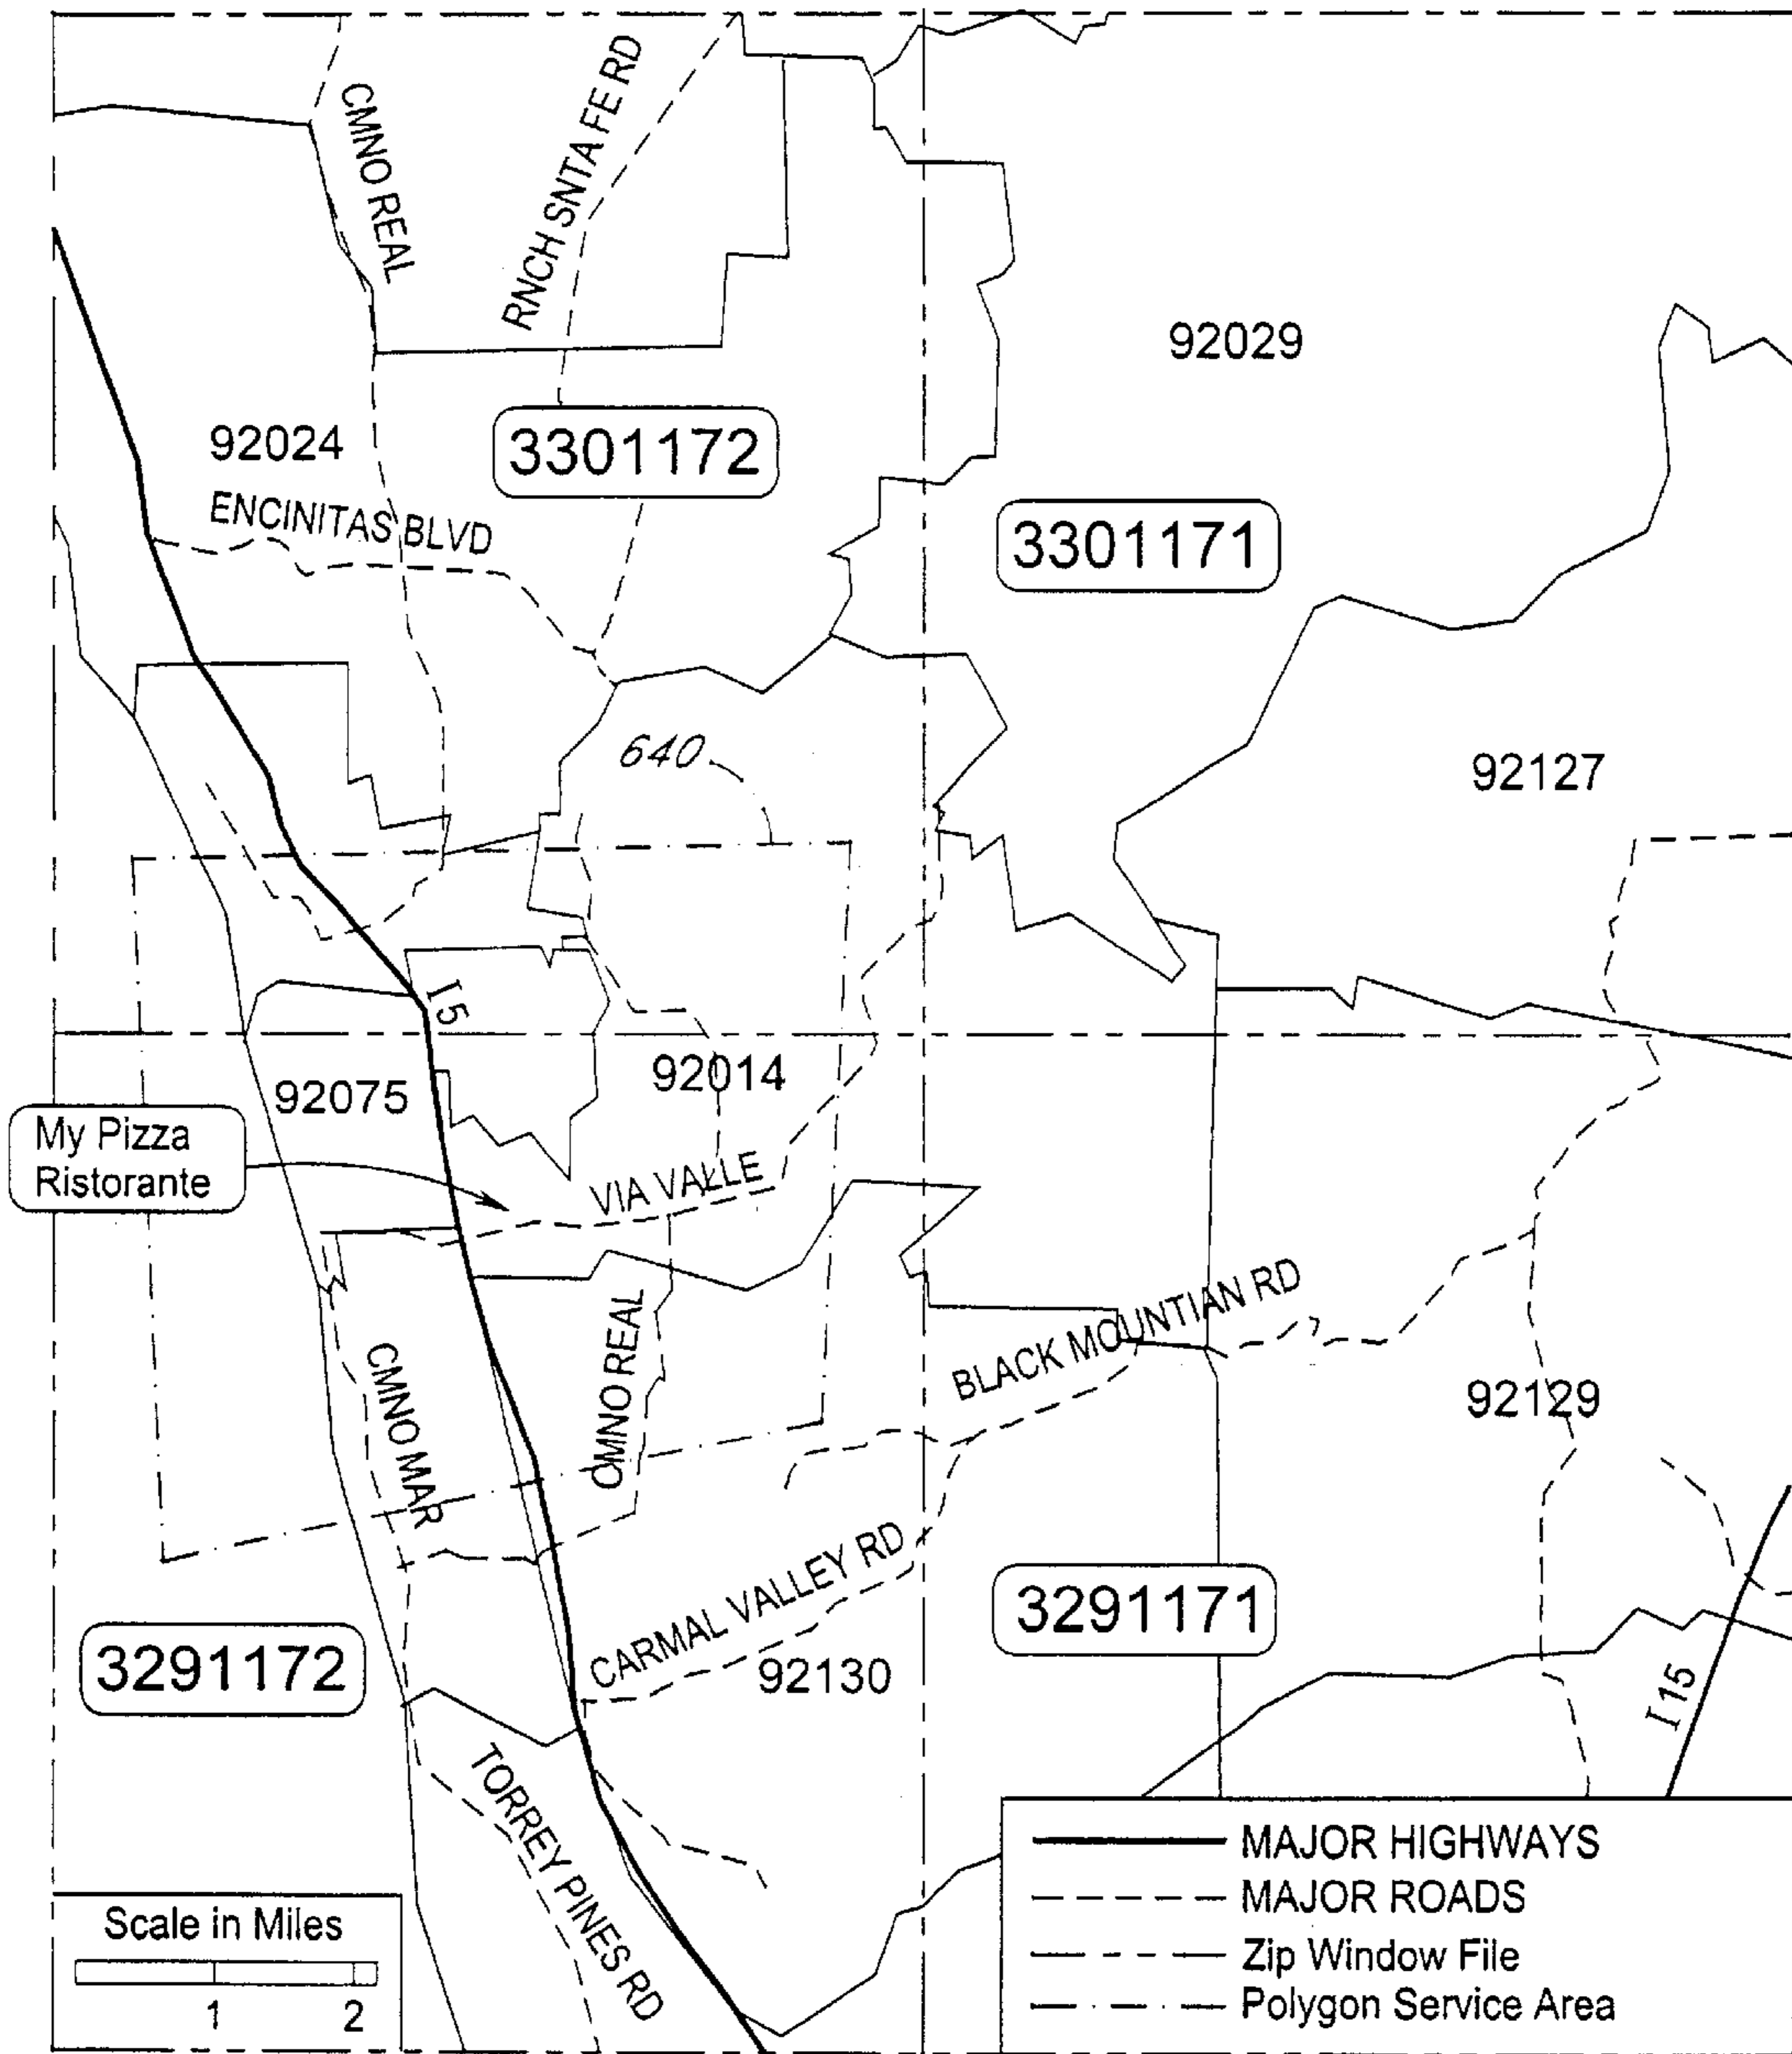 CMNO REAL
RNCH SNTA FE RD
92029
92024
3301172
ENCINITAS BLVD
3301171
640
92127
I 5
92014
92075
My Pizza
Ristorante
VIA VALLE
BLACK MOUNTIAN RD
CMNO REAL
CMNO MAR
92129
CARMAL VALLEY RD
3291171
3291172
92130
I 15
TORREY PINES RD
MAJOR HIGHWAYS
MAJOR ROADS
Zip Window File
Polygon Service Area
Scale in Miles
1 2